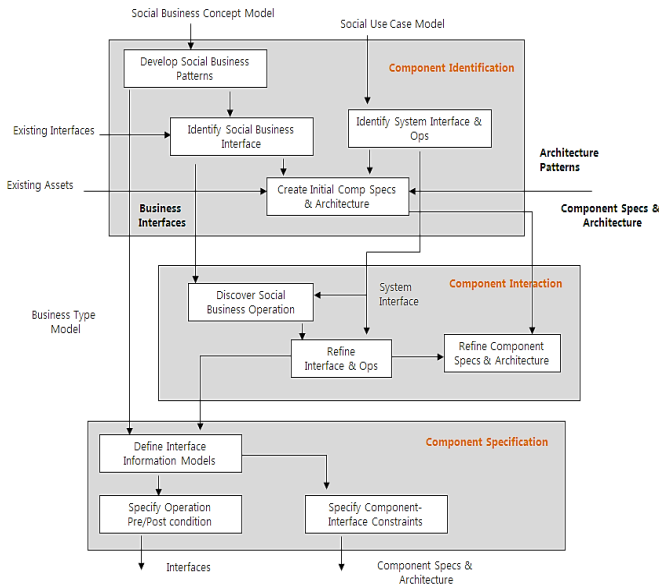 Social Business Concept Model
Social Use Case Model
Develop Social Business
Patterns
Component Identification
Existing Interfaces
Identify Social Business
Interface
Identify System Interface &
Ops
Architecture
Patterns
Existing Assets
Create Initial Comp Specs
& Architecture
Business
Interfaces
Component Specs &
Architecture
Component Interaction
Discover Social
Business Operation
System
Interface
Business Type
Model
Refine
Interface & Ops
Refine Component
Specs & Architecture
Component Specification
Define Interface
Information Models
Specify Operation
Pre/Post condition
Specify Component-
Interface Constraints
Interfaces
Component Specs &
Architecture